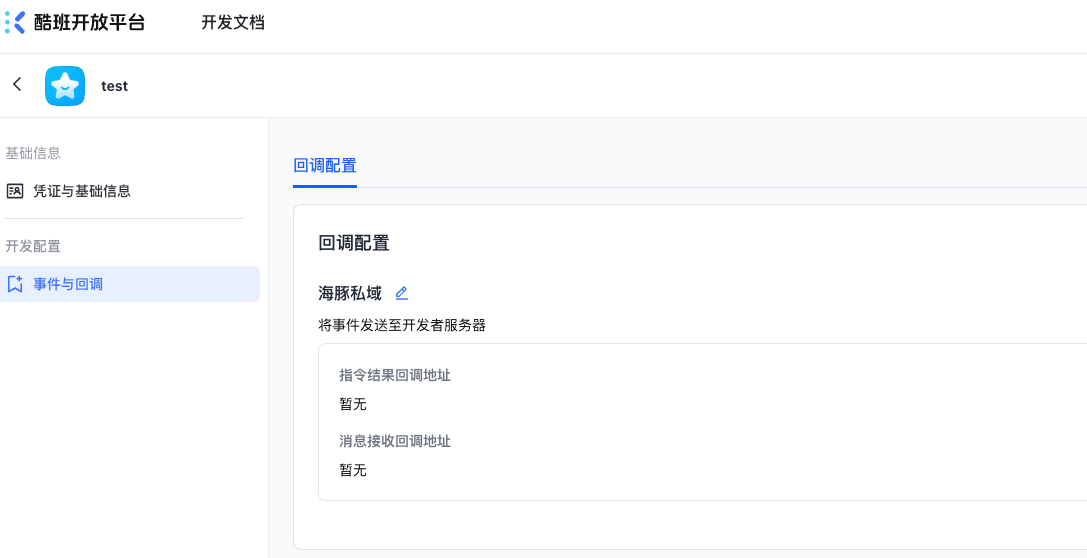 酷班开放平台 开发文档
test
基础信息
凭证与基础信息
开发配置
事件与回调
回调配置
回调配置
海豚私域
将事件发送至开发者服务器
指令结果回调地址
暂无
消息接收回调地址
暂无